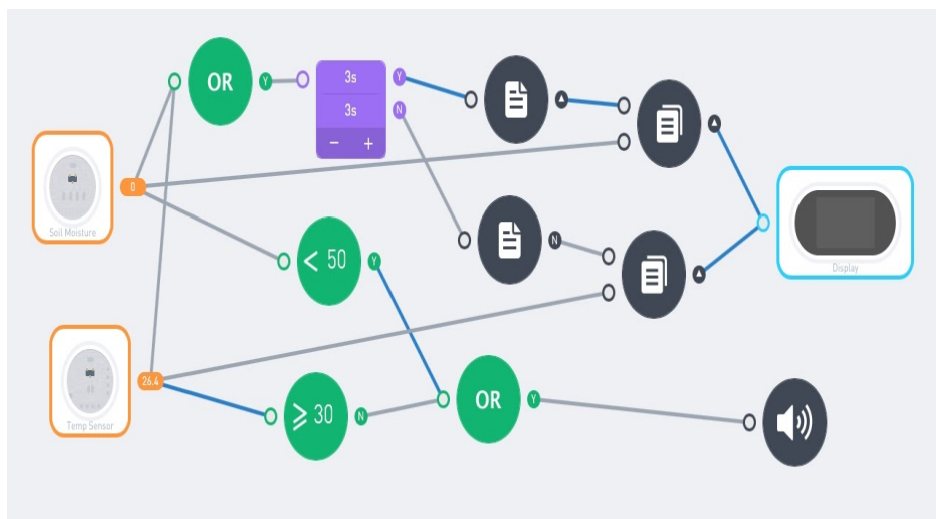 OR
Y
3s
Y
3s
N
− +
0
Soil Moisture
< 50
Y
N
Display
26.4
Temp Sensor
≥ 30
N
OR
Y